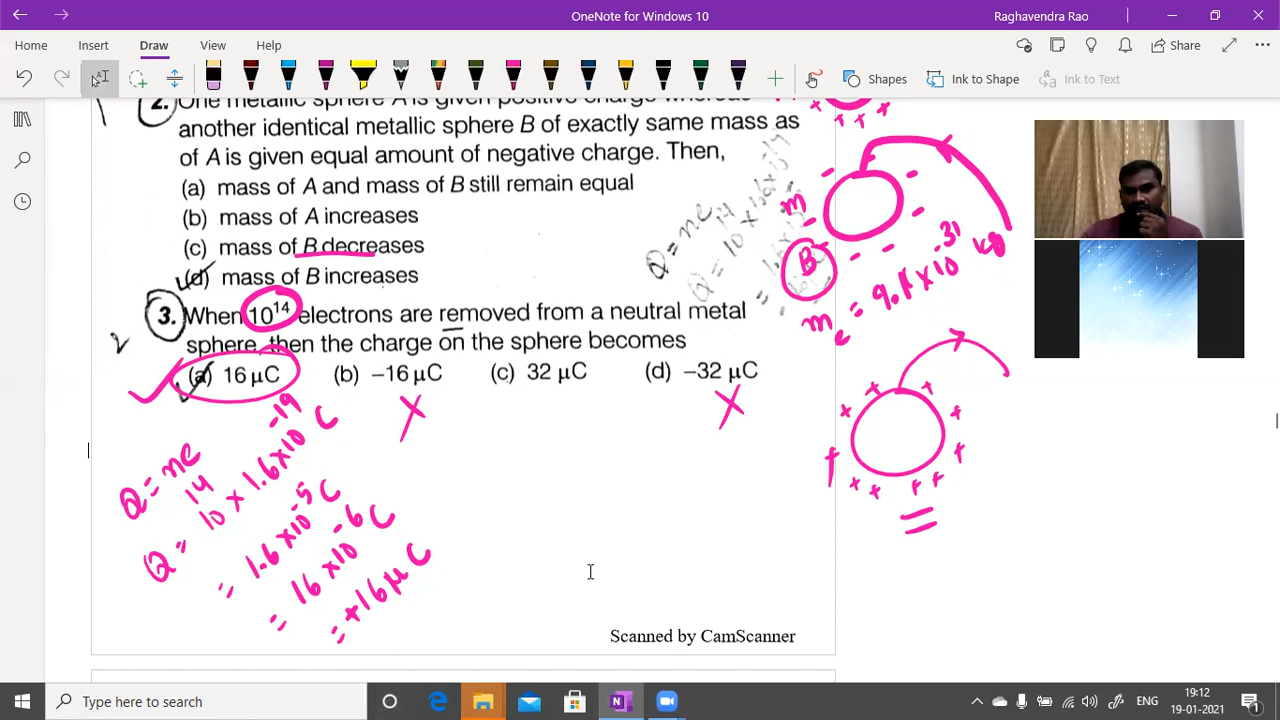 OneNote for Windows 10
Raghavendra Rao
Home Insert Draw View Help
Share
Shapes
Ink to Shape
Ink to Text
2. One metallic sphere A is given positive charge whereas
another identical metallic sphere B of exactly same mass as
of A is given equal amount of negative charge. Then,
(a) mass of A and mass of B still remain equal
(b) mass of A increases
(c) mass of B decreases
(d) mass of B increases
3. When 10¹⁴ electrons are removed from a neutral metal
sphere, then the charge on the sphere becomes
(a) 16 μC (b) −16 μC (c) 32 μC (d) −32 μC
Q = ne
Q = 10¹⁴ × 1.6×10⁻¹⁹ C
= 1.6×10⁻⁵ C
= 16×10⁻⁶ C
= +16 μC
Q = ne
m
B
mₑ = 9.1×10⁻³¹ kg
Scanned by CamScanner
Type here to search
ENG
19:12
19-01-2021